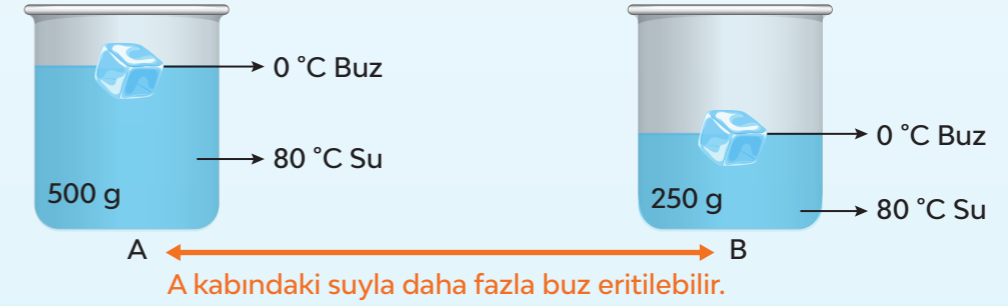 0 °C Buz
80 °C Su
500 g
A
0 °C Buz
250 g
80 °C Su
B
A kabındaki suyla daha fazla buz eritilebilir.